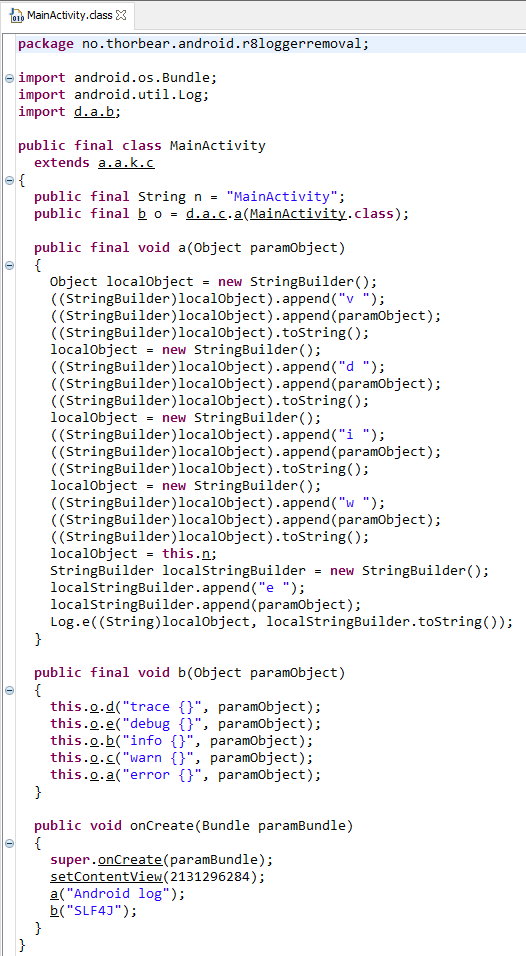 MainActivity.class
package no.thorbear.android.r8loggerremoval;
import android.os.Bundle;
import android.util.Log;
import d.a.b;
public final class MainActivity
  extends a.a.k.c
{
  public final String n = "MainActivity";
  public final b o = d.a.c.a(MainActivity.class);
  public final void a(Object paramObject)
  {
    Object localObject = new StringBuilder();
    ((StringBuilder)localObject).append("v ");
    ((StringBuilder)localObject).append(paramObject);
    ((StringBuilder)localObject).toString();
    localObject = new StringBuilder();
    ((StringBuilder)localObject).append("d ");
    ((StringBuilder)localObject).append(paramObject);
    ((StringBuilder)localObject).toString();
    localObject = new StringBuilder();
    ((StringBuilder)localObject).append("i ");
    ((StringBuilder)localObject).append(paramObject);
    ((StringBuilder)localObject).toString();
    localObject = new StringBuilder();
    ((StringBuilder)localObject).append("w ");
    ((StringBuilder)localObject).append(paramObject);
    ((StringBuilder)localObject).toString();
    localObject = this.n;
    StringBuilder localStringBuilder = new StringBuilder();
    localStringBuilder.append("e ");
    localStringBuilder.append(paramObject);
    Log.e((String)localObject, localStringBuilder.toString());
  }
  public final void b(Object paramObject)
  {
    this.o.d("trace {}", paramObject);
    this.o.e("debug {}", paramObject);
    this.o.b("info {}", paramObject);
    this.o.c("warn {}", paramObject);
    this.o.a("error {}", paramObject);
  }
  public void onCreate(Bundle paramBundle)
  {
    super.onCreate(paramBundle);
    setContentView(2131296284);
    a("Android log");
    b("SLF4J");
  }
}